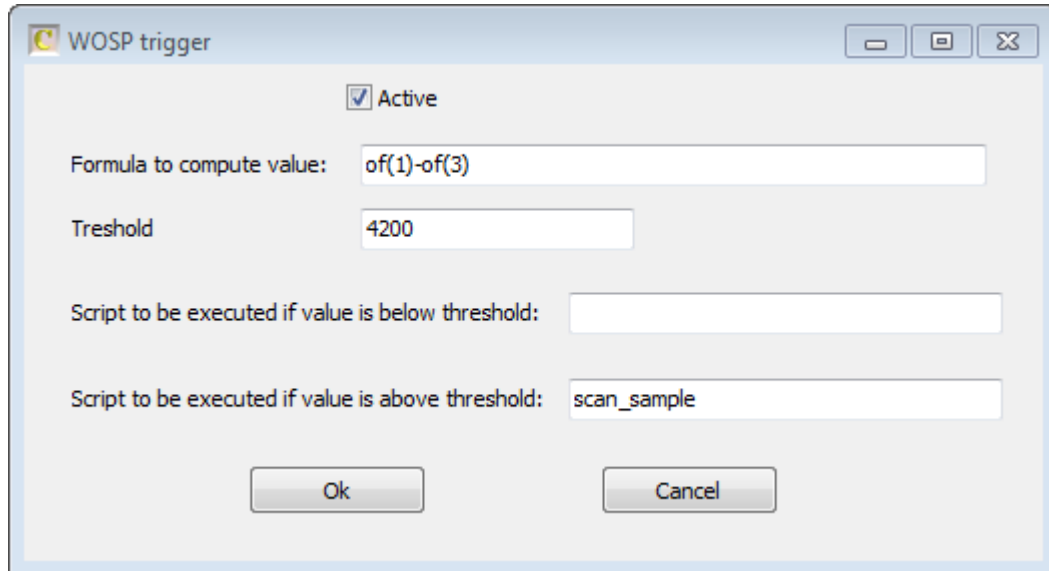 C WOSP trigger
Active
Formula to compute value: of(1)-of(3)
Treshold 4200
Script to be executed if value is below threshold:
Script to be executed if value is above threshold: scan_sample
Ok Cancel